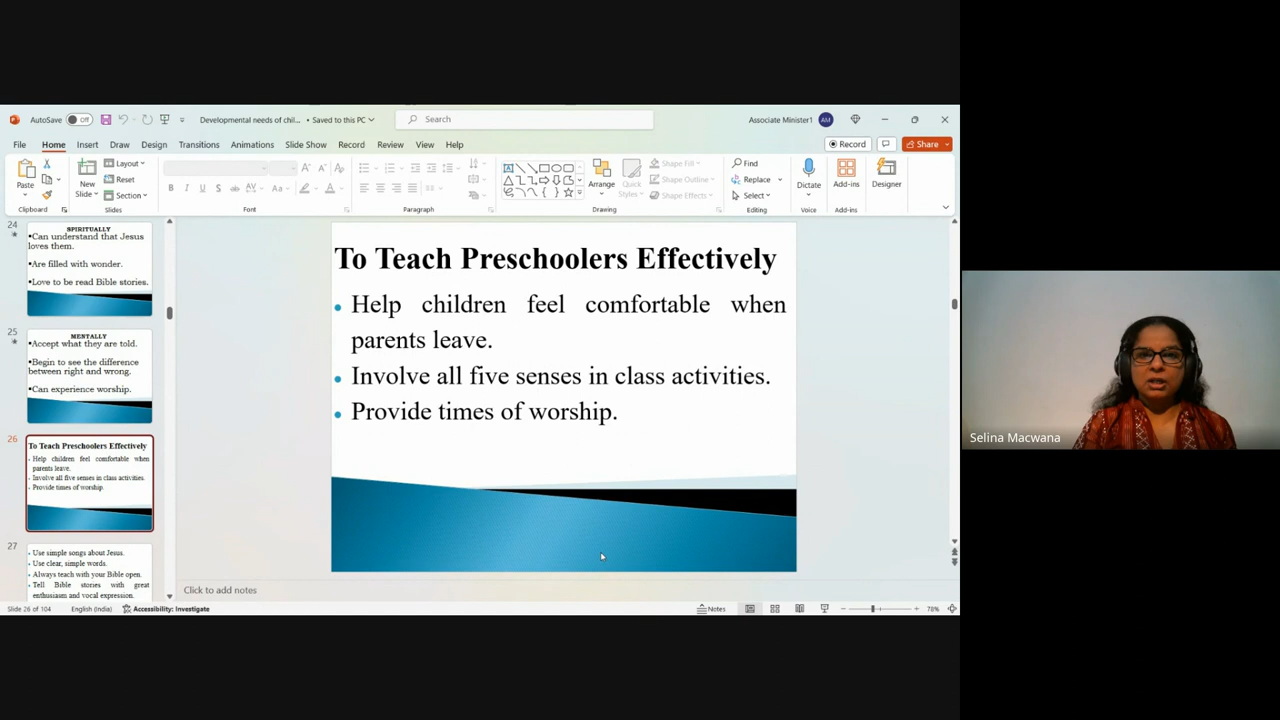 AutoSave Off Developmental needs of chil... • Saved to this PC Search Associate Minister1 AM
File Home Insert Draw Design Transitions Animations Slide Show Record Review View Help Record Share
Paste New Slide Layout Reset Section Arrange Quick Styles Shape Fill Shape Outline Shape Effects Find Replace Select Dictate Add-ins Designer
Clipboard Slides Font Paragraph Drawing Editing Voice Add-ins
24
SPIRITUALLY
•Can understand that Jesus
loves them.
•Are filled with wonder.
•Love to be read Bible stories.
25
MENTALLY
•Accept what they are told.
•Begin to see the difference
between right and wrong.
•Can experience worship.
26
To Teach Preschoolers Effectively
• Help children feel comfortable when
parents leave.
• Involve all five senses in class activities.
• Provide times of worship.
27
• Use simple songs about Jesus.
• Use clear, simple words.
• Always teach with your Bible open.
• Tell Bible stories with great
enthusiasm and vocal expression.
To Teach Preschoolers Effectively
• Help children feel comfortable when
parents leave.
• Involve all five senses in class activities.
• Provide times of worship.
Click to add notes
Slide 26 of 104 English (India) Accessibility: Investigate Notes 78%
Selina Macwana